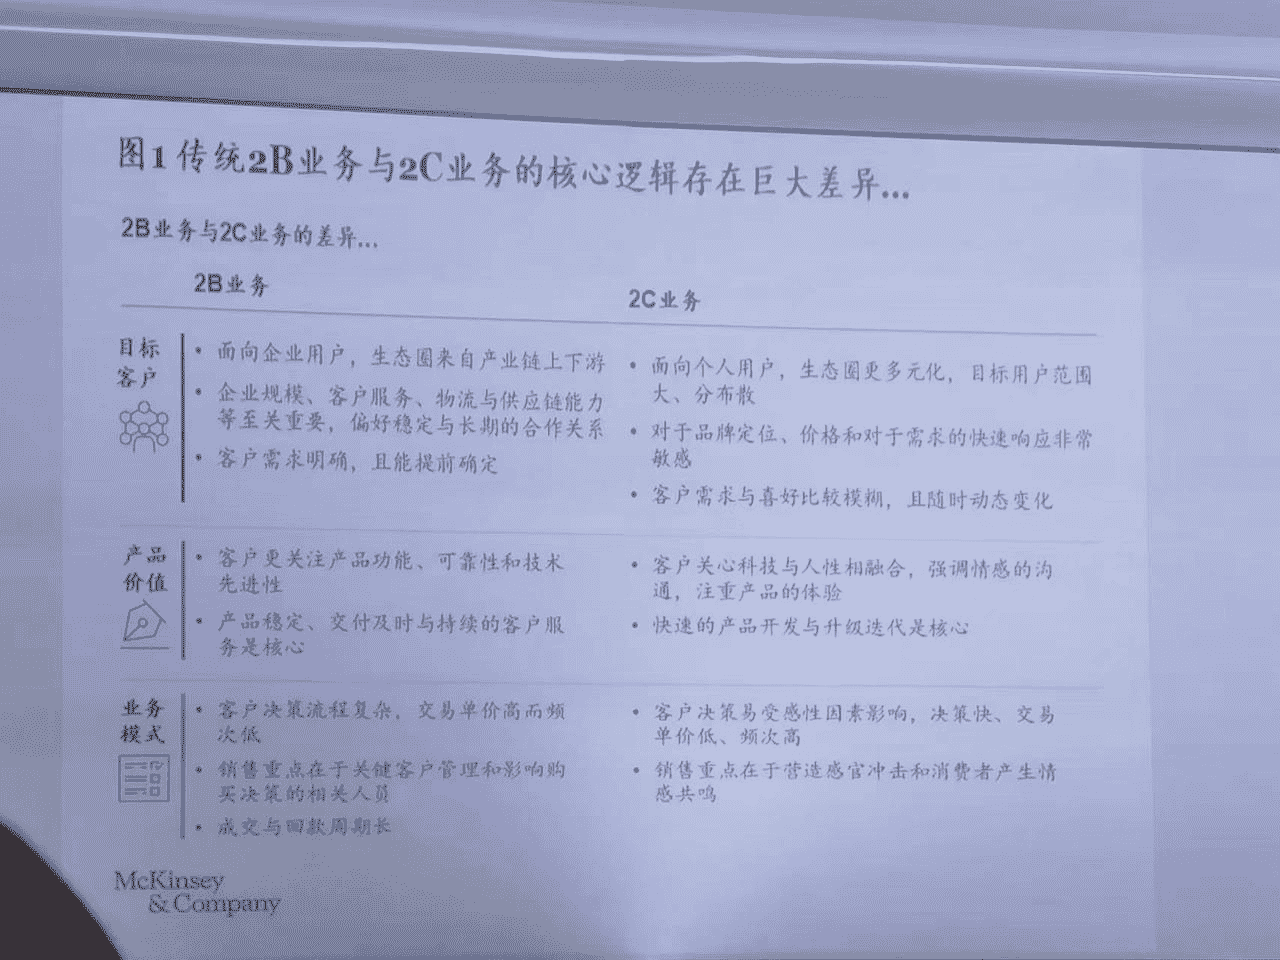 图1 传统2B业务与2C业务的核心逻辑存在巨大差异...
2B业务与2C业务的差异...
2B业务
2C业务
目标
客户
• 面向企业用户，生态圈来自产业链上下游
• 企业规模、客户服务、物流与供应链能力
等至关重要，偏好稳定与长期的合作关系
• 客户需求明确，且能提前确定
• 面向个人用户，生态圈更多元化，目标用户范围
大、分布散
• 对于品牌定位、价格和对于需求的快速响应非常
敏感
• 客户需求与喜好比较模糊，且随时动态变化
产品
价值
• 客户更关注产品功能、可靠性和技术
先进性
• 产品稳定、交付及时与持续的客户服
务是核心
• 客户关心科技与人性相融合，强调情感的沟
通，注重产品的体验
• 快速的产品开发与升级迭代是核心
业务
模式
• 客户决策流程复杂，交易单价高而频
次低
• 销售重点在于关键客户管理和影响购
买决策的相关人员
• 成交与回款周期长
• 客户决策易受感性因素影响，决策快、交易
单价低、频次高
• 销售重点在于营造感官冲击和消费者产生情
感共鸣
McKinsey
& Company